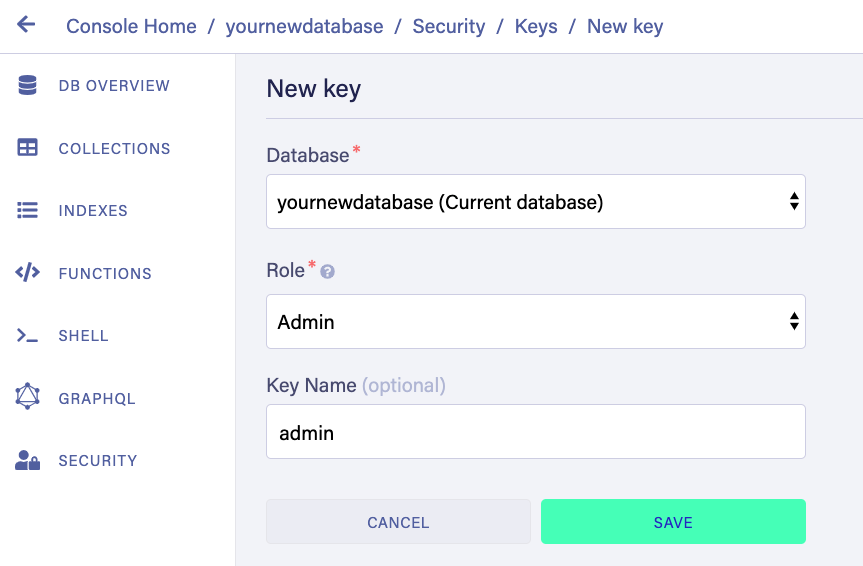 Console Home / yournewdatabase / Security / Keys / New key
DB OVERVIEW
COLLECTIONS
INDEXES
FUNCTIONS
SHELL
GRAPHQL
SECURITY
New key
Database*
yournewdatabase (Current database)
Role* ?
Admin
Key Name (optional)
admin
CANCEL
SAVE